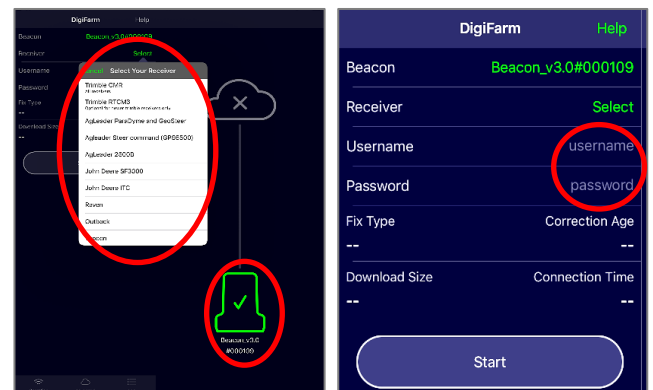 DigiFarm
Help
Beacon
Beacon_v3.0#000109
Receiver
Select
Username
Password
Fix Type
--
Download Size
--
Cancel
Select Your Receiver
Trimble CMR
Trimble RTCM3
AgLeader ParaDyme and GeoSteer
Agleader Steer command (GPS6500)
AgLeader
John Deere SF3000
John Deere ITC
Raven
Outback
Beacon_v3.0
#000109
DigiFarm
Help
Beacon
Beacon_v3.0#000109
Receiver
Select
Username
username
Password
password
Fix Type
Correction Age
--
--
Download Size
Connection Time
--
--
Start